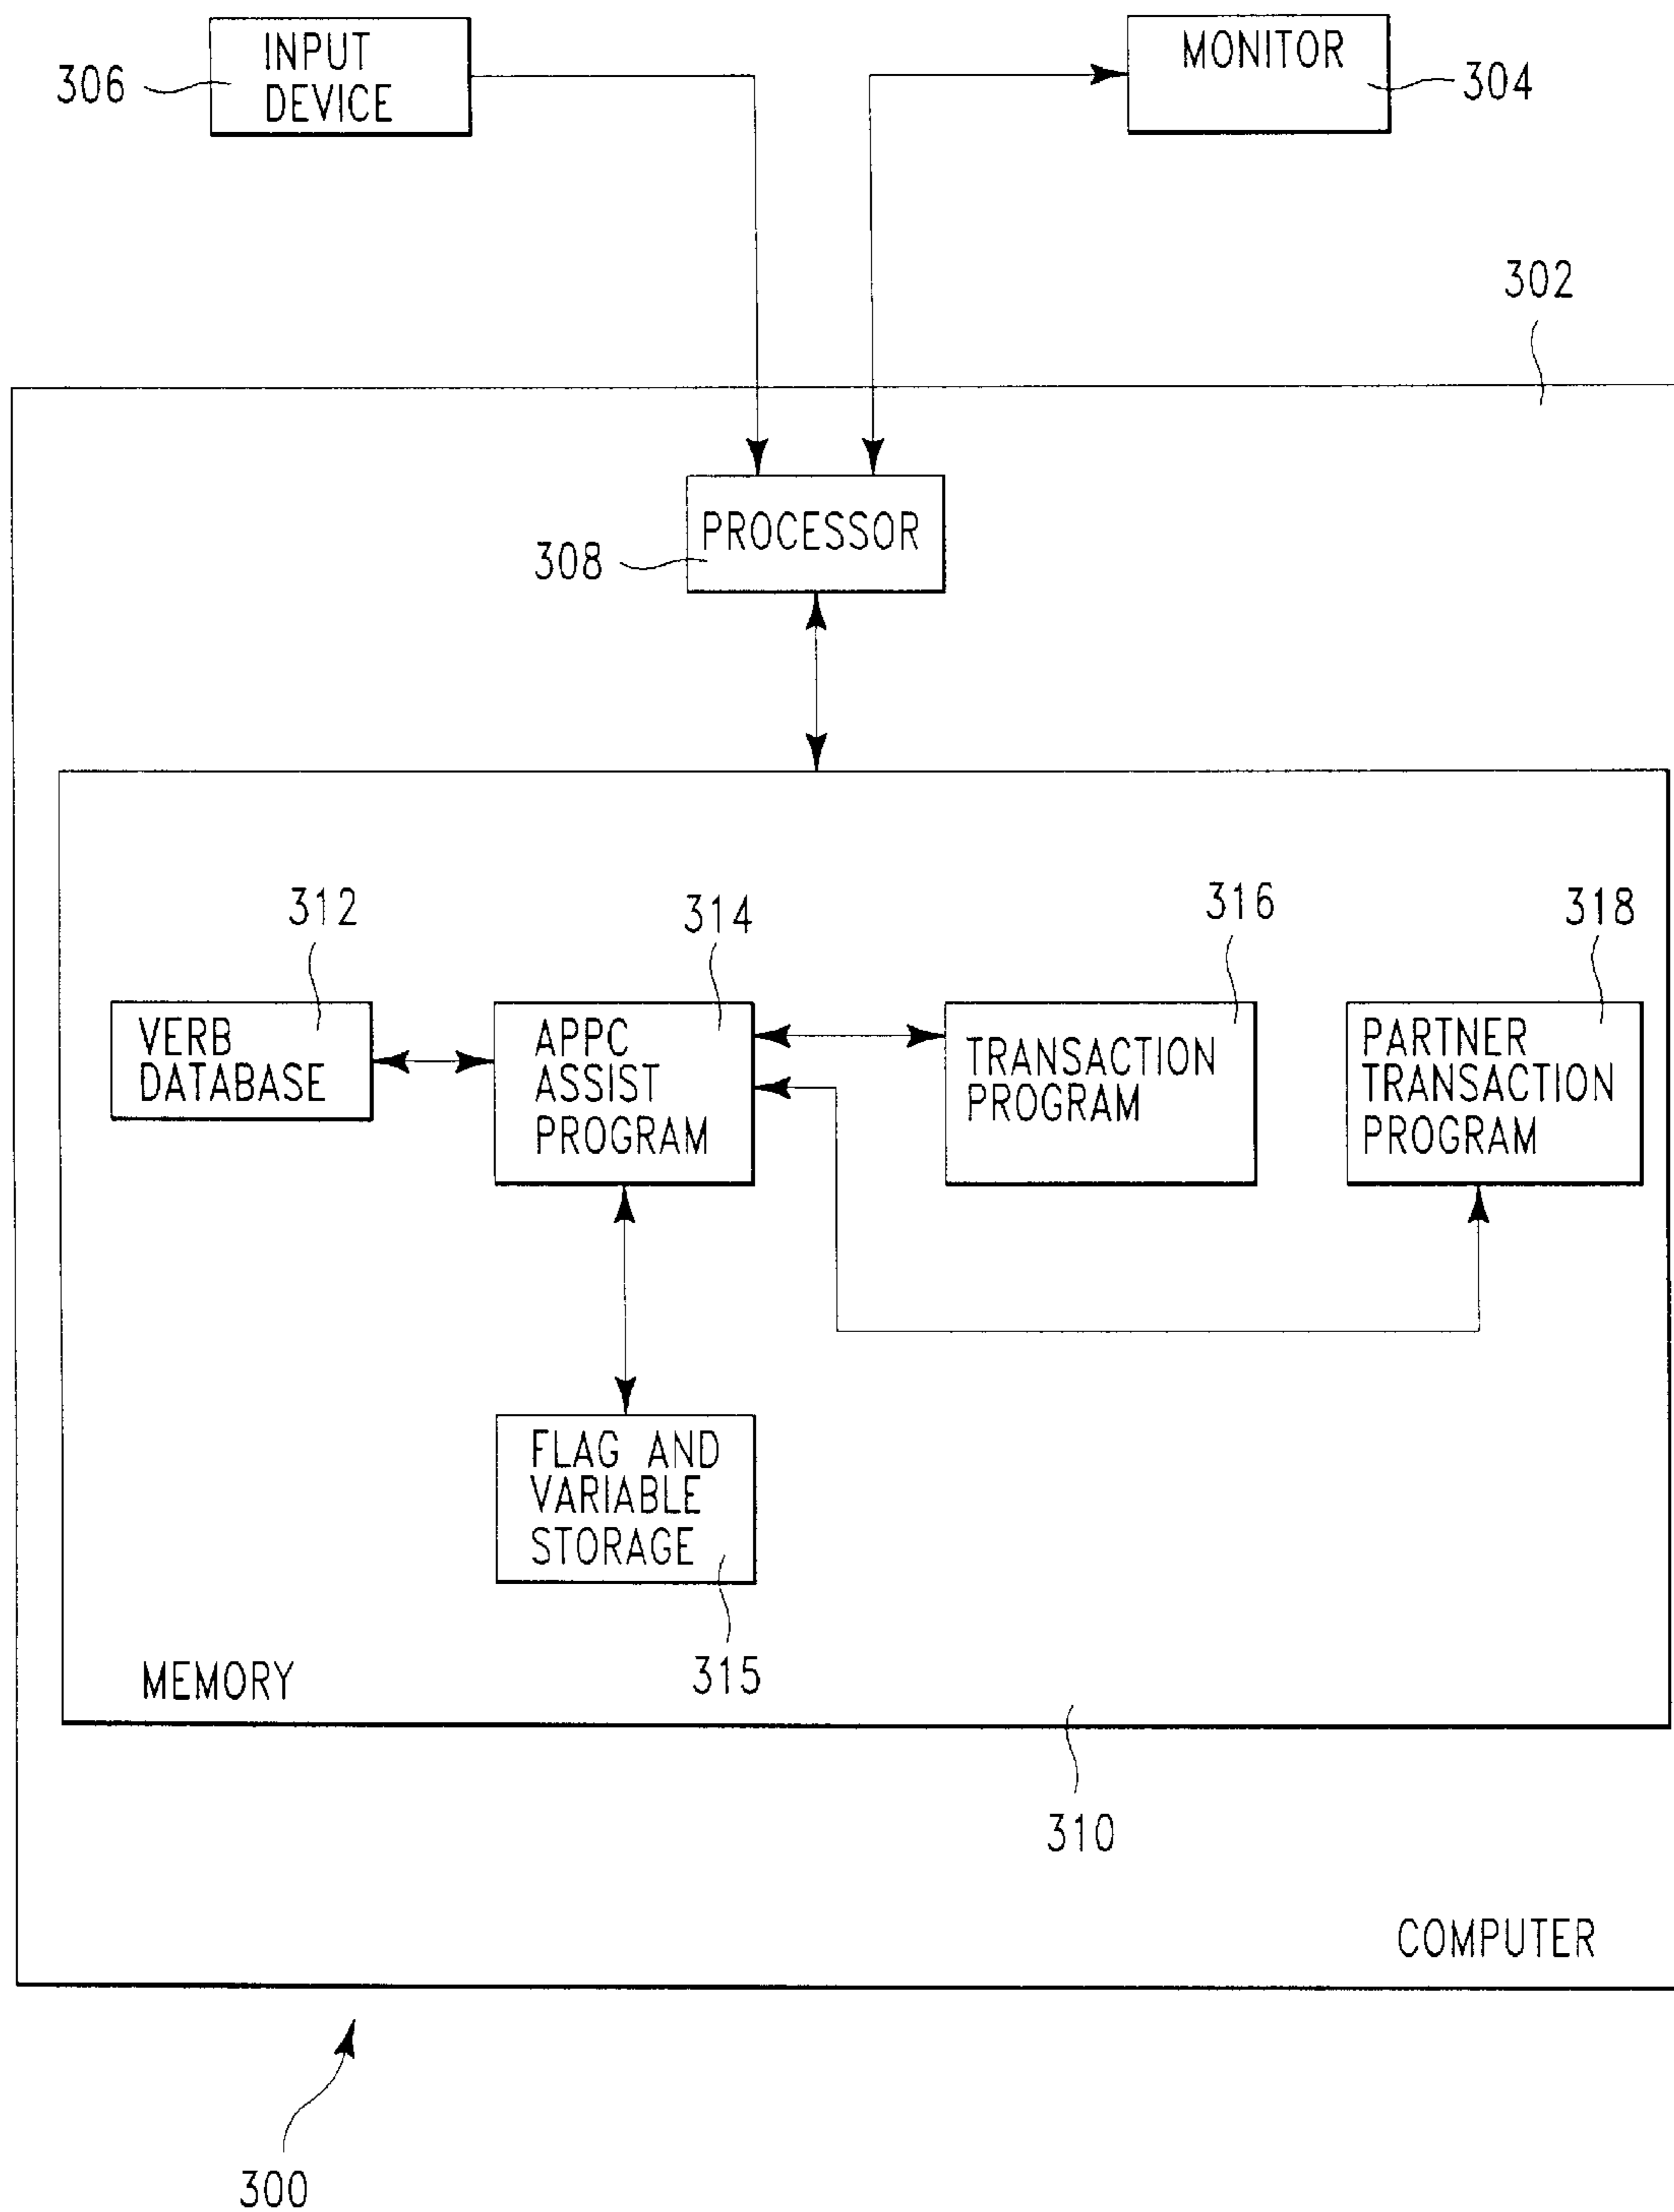 INPUT
DEVICE
306
MONITOR
304
302
PROCESSOR
308
312
314
316
318
VERB
DATABASE
APPC
ASSIST
PROGRAM
TRANSACTION
PROGRAM
PARTNER
TRANSACTION
PROGRAM
FLAG AND
VARIABLE
STORAGE
315
MEMORY
310
COMPUTER
300